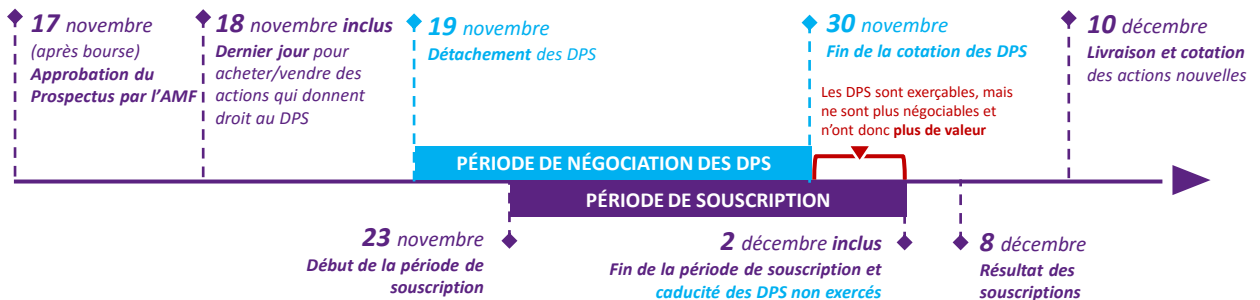 17 novembre
(après bourse)
Approbation du
Prospectus par l'AMF
18 novembre inclus
Dernier jour pour
acheter/vendre des
actions qui donnent
droit au DPS
19 novembre
Détachement des DPS
30 novembre
Fin de la cotation des DPS
Les DPS sont exerçables, mais
ne sont plus négociables et
n'ont donc plus de valeur
10 décembre
Livraison et cotation
des actions nouvelles
PÉRIODE DE NÉGOCIATION DES DPS
PÉRIODE DE SOUSCRIPTION
23 novembre
Début de la période de
souscription
2 décembre inclus
Fin de la période de souscription et
caducité des DPS non exercés
8 décembre
Résultat des
souscriptions